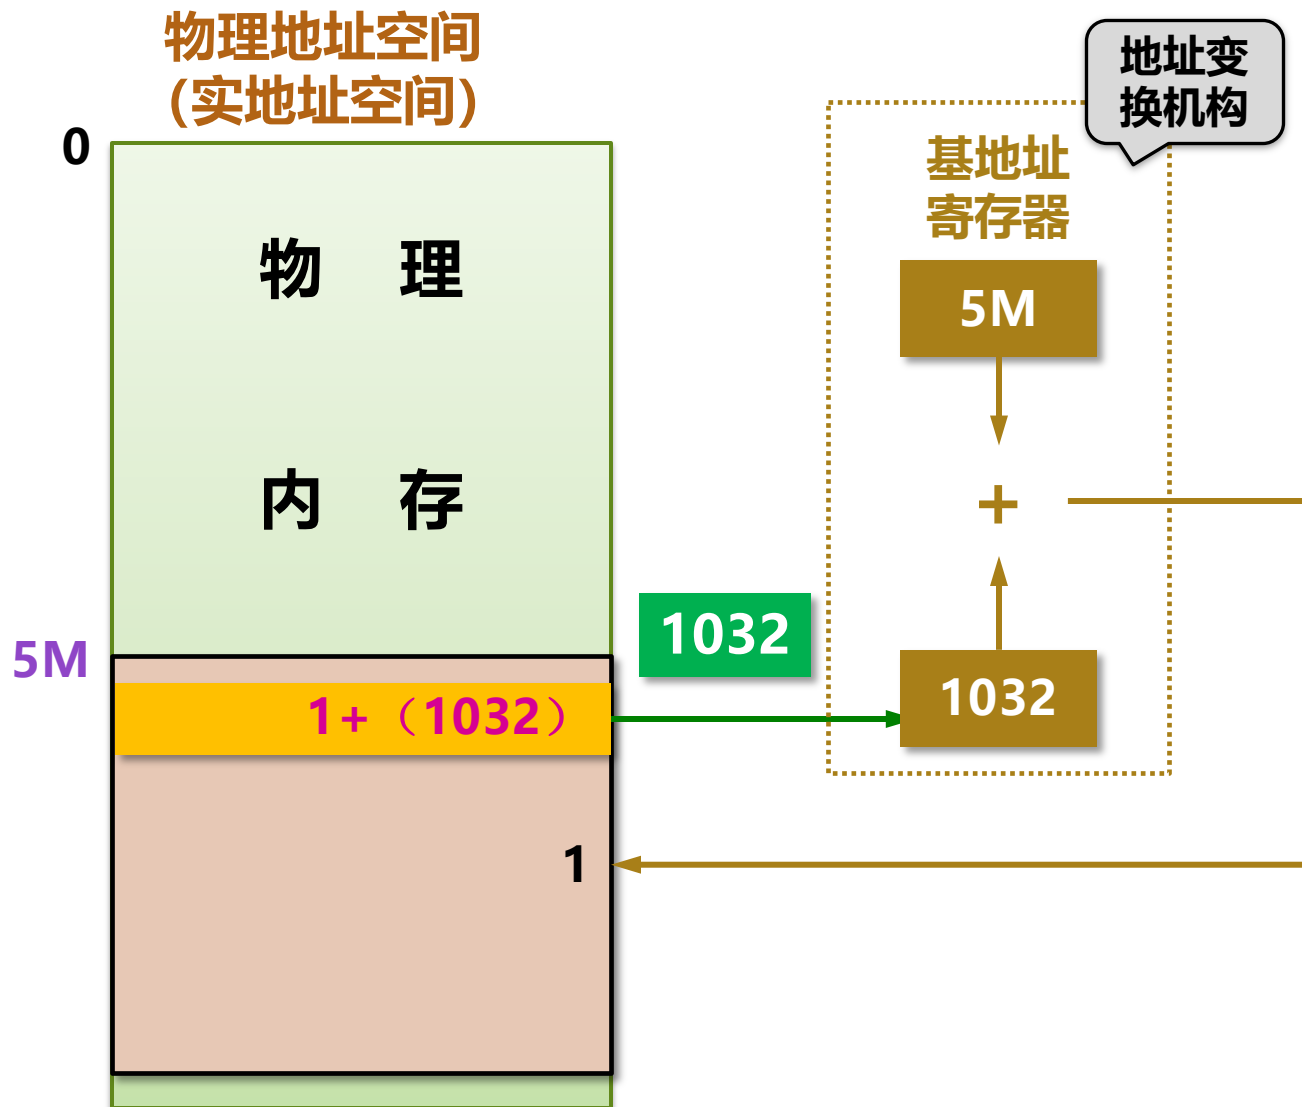 物理地址空间
(实地址空间)
0
物 理
内 存
5M
1+（1032）
1
1032
地址变
换机构
基地址
寄存器
5M
+
1032